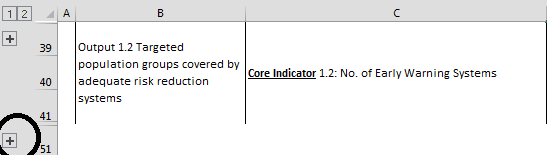 1 2 A B C
39
Output 1.2 Targeted
population groups covered by
adequate risk reduction
systems
Core Indicator 1.2: No. of Early Warning Systems
40
41
51